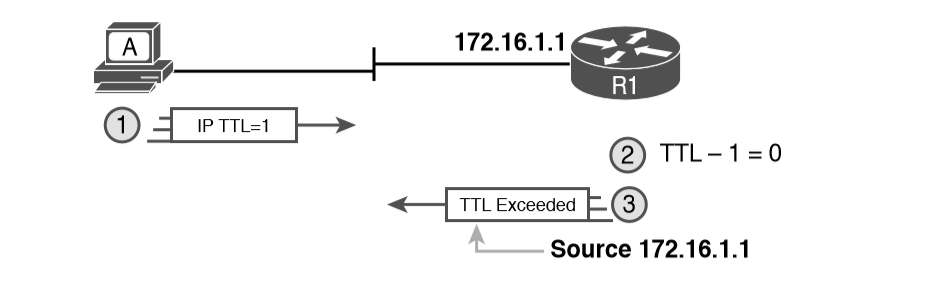 A
172.16.1.1
R1
1
IP TTL=1
2
TTL – 1 = 0
TTL Exceeded
3
Source 172.16.1.1